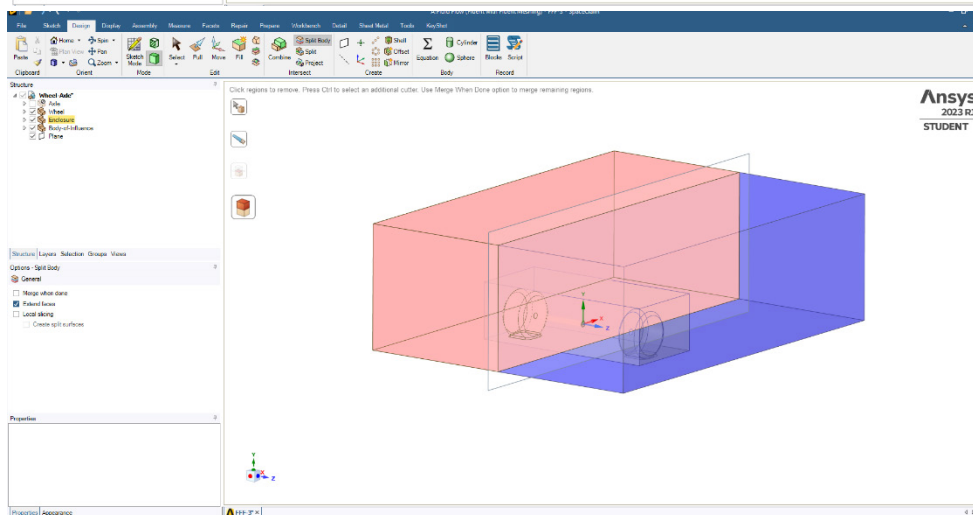 File Sketch Design Display Assembly Measure Facets Repair Prepare Workbench Detail Sheet Metal Tools KeyShot
Paste Home Spin Plan View Pan Zoom Sketch Mode Select Pull Move Fill Combine Split Body Split Project Shell Offset Mirror Equation Cylinder Sphere Blocks Script
Clipboard Orient Mode Edit Intersect Create Body Record
Structure
Wheel-Axle*
Axle
Wheel
Enclosure
Body-of-Influence
Plane
Structure Layers Selection Groups Views
Options - Split Body
General
Merge when done
Extend faces
Local slicing
Create split surfaces
Properties
Properties Appearance
Click regions to remove. Press Ctrl to select an additional cutter. Use Merge When Done option to merge remaining regions.
Ansys
2023
STUDENT
Y
X
Z
Y
X
Z